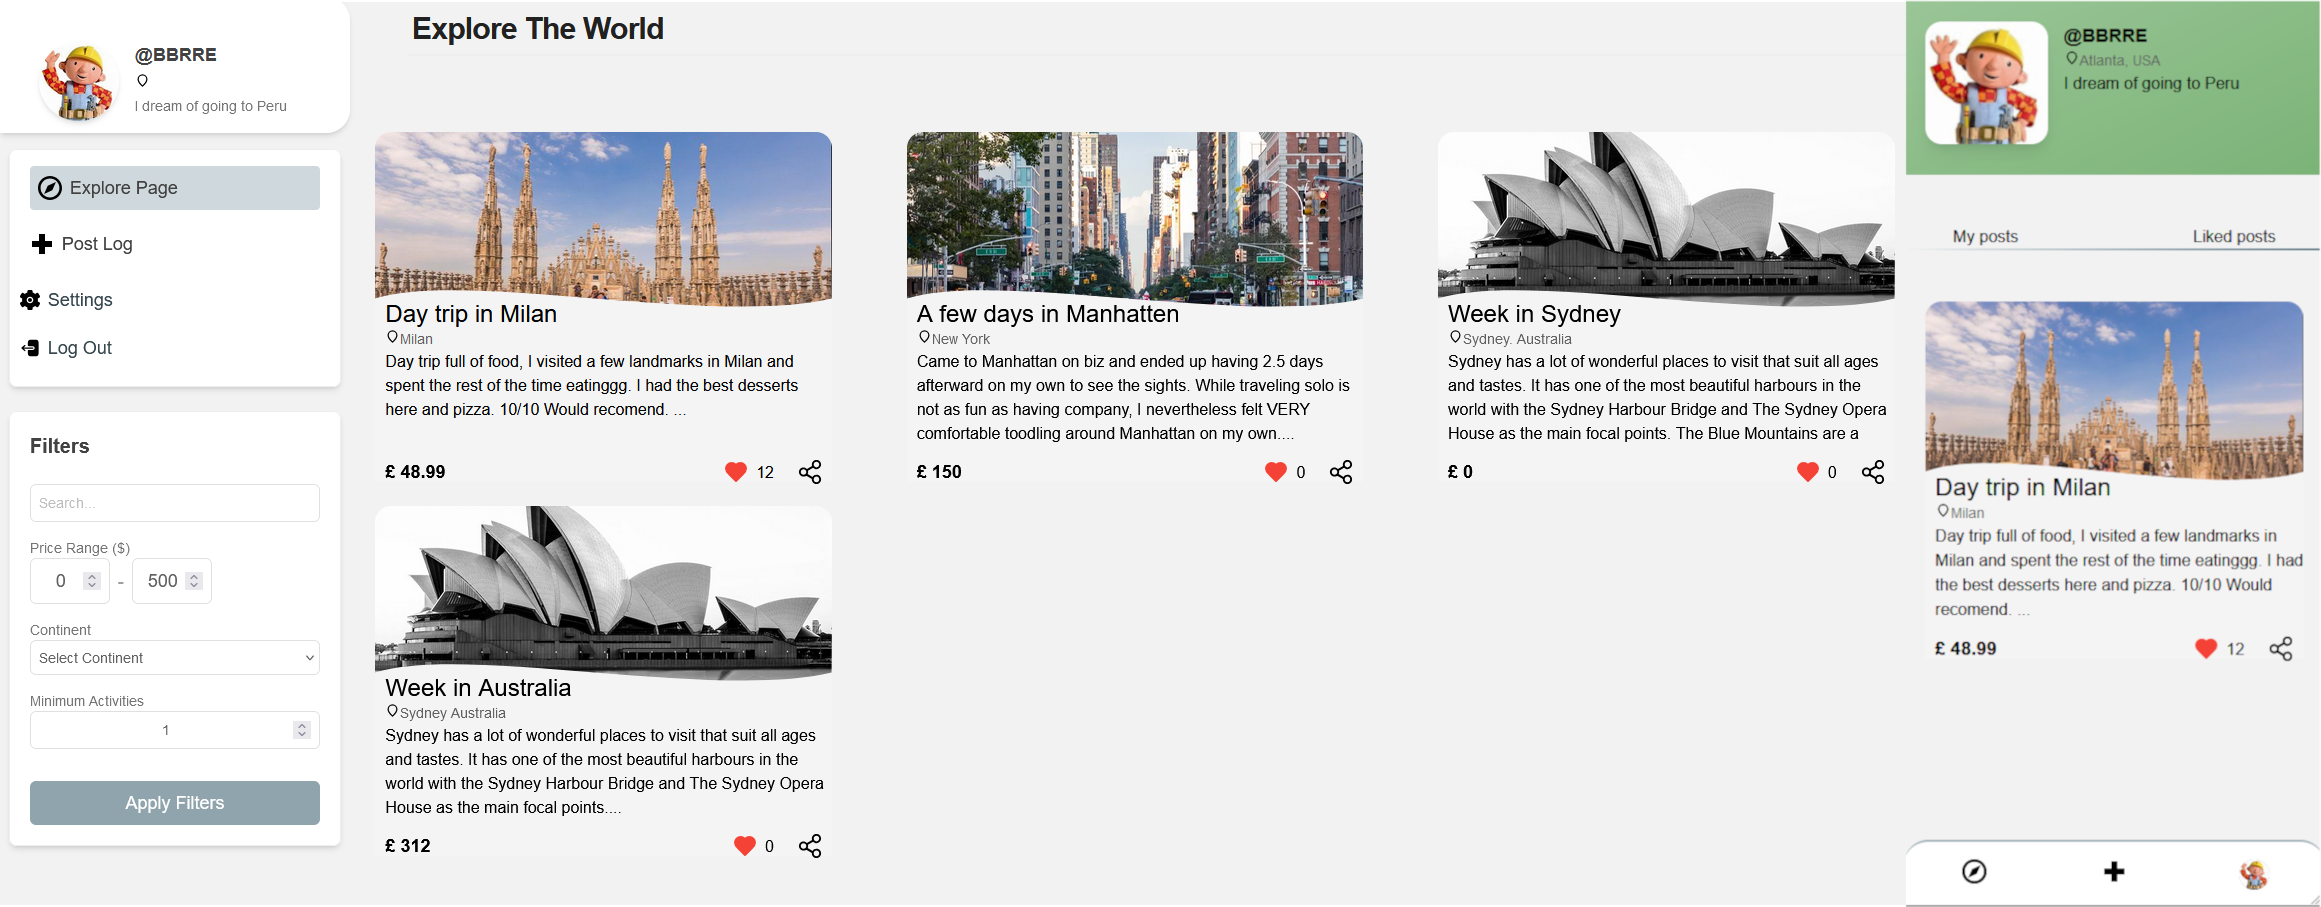 @BBRRE
I dream of going to Peru
Explore Page
Post Log
Settings
Log Out
Filters
Search...
Price Range ($)
0 - 500
Continent
Select Continent
Minimum Activities
1
Apply Filters
Explore The World
Day trip in Milan
Milan
Day trip full of food, I visited a few landmarks in Milan and
spent the rest of the time eatinggg. I had the best desserts
here and pizza. 10/10 Would recomend. ...
£ 48.99 12
A few days in Manhatten
New York
Came to Manhattan on biz and ended up having 2.5 days
afterward on my own to see the sights. While traveling solo is
not as fun as having company, I nevertheless felt VERY
comfortable toodling around Manhattan on my own....
£ 150 0
Week in Sydney
Sydney. Australia
Sydney has a lot of wonderful places to visit that suit all ages
and tastes. It has one of the most beautiful harbours in the
world with the Sydney Harbour Bridge and The Sydney Opera
House as the main focal points. The Blue Mountains are a
£ 0 0
Week in Australia
Sydney Australia
Sydney has a lot of wonderful places to visit that suit all ages
and tastes. It has one of the most beautiful harbours in the
world with the Sydney Harbour Bridge and The Sydney Opera
House as the main focal points....
£ 312 0
@BBRRE
Atlanta, USA
I dream of going to Peru
My posts Liked posts
Day trip in Milan
Milan
Day trip full of food, I visited a few landmarks in
Milan and spent the rest of the time eatinggg. I had
the best desserts here and pizza. 10/10 Would
recomend. ...
£ 48.99 12